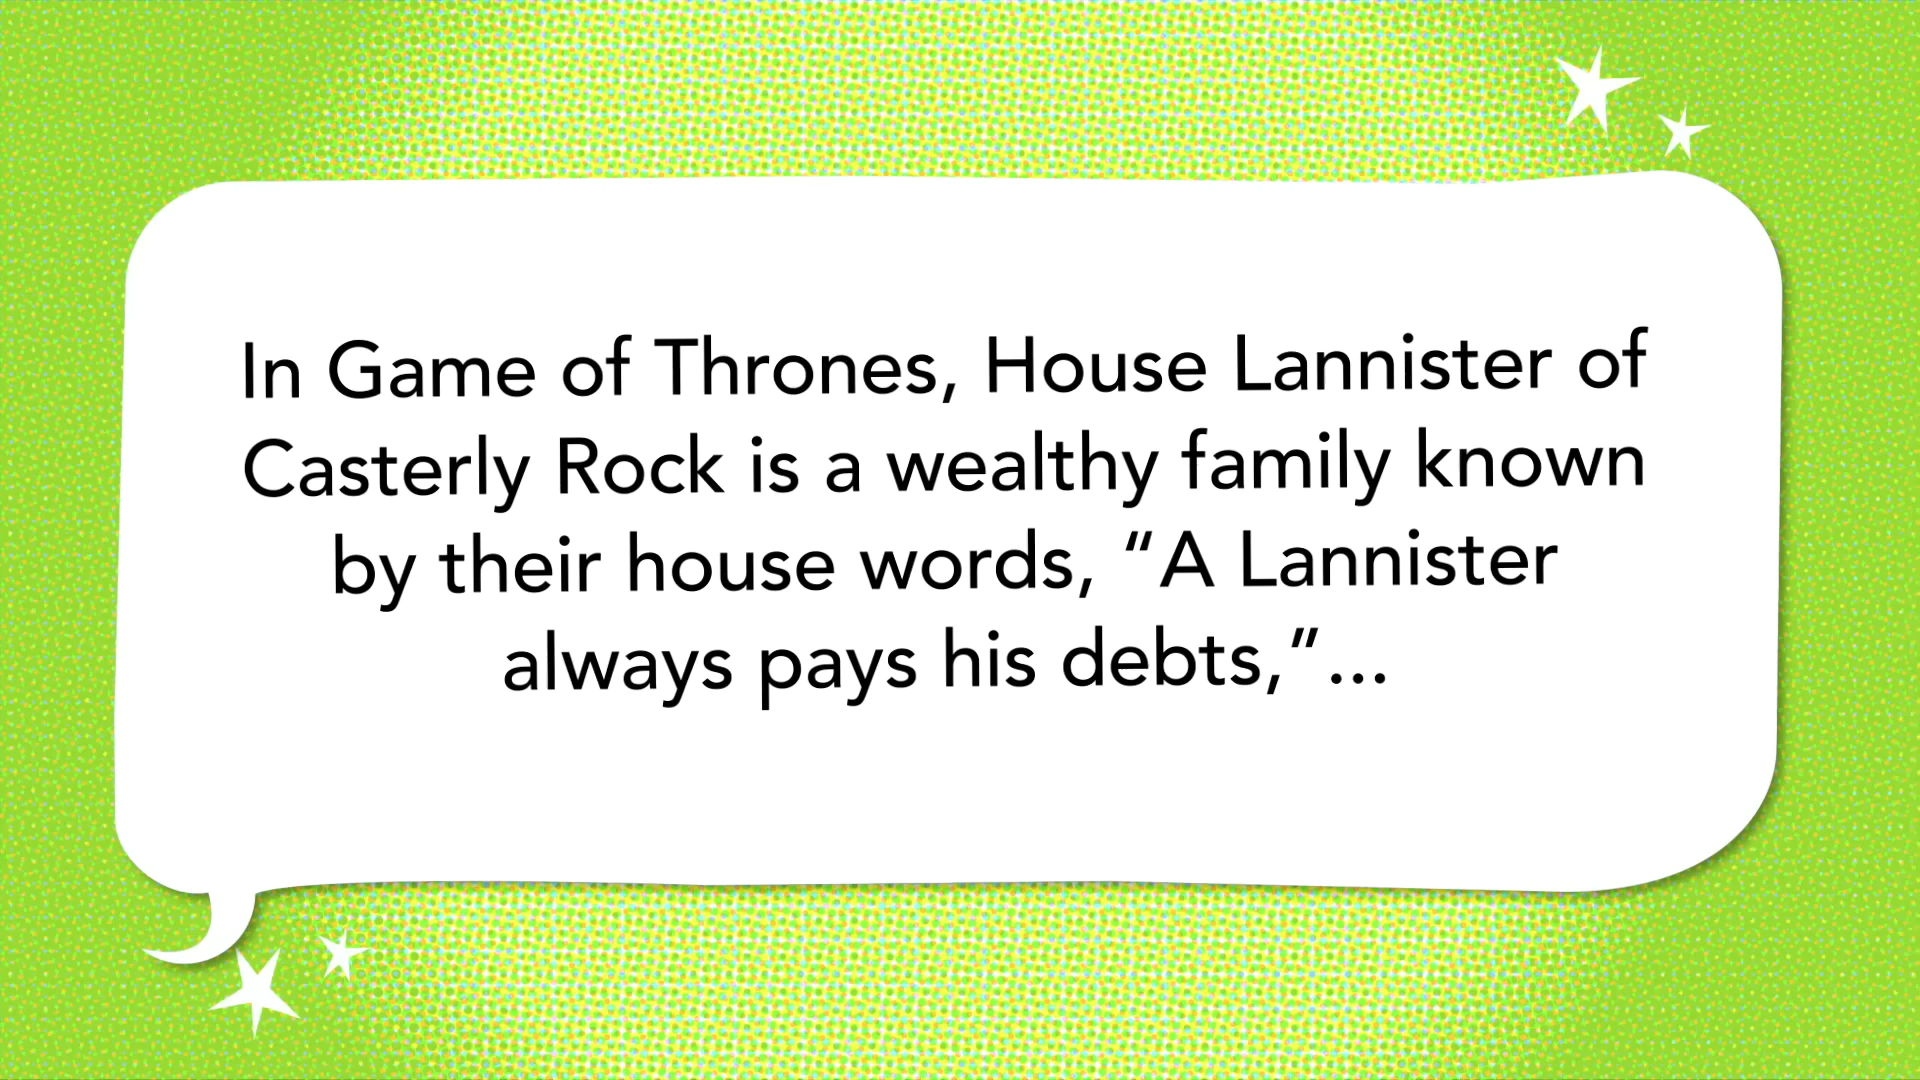 In Game of Thrones, House Lannister of
Casterly Rock is a wealthy family known
by their house words, “A Lannister
always pays his debts,”...